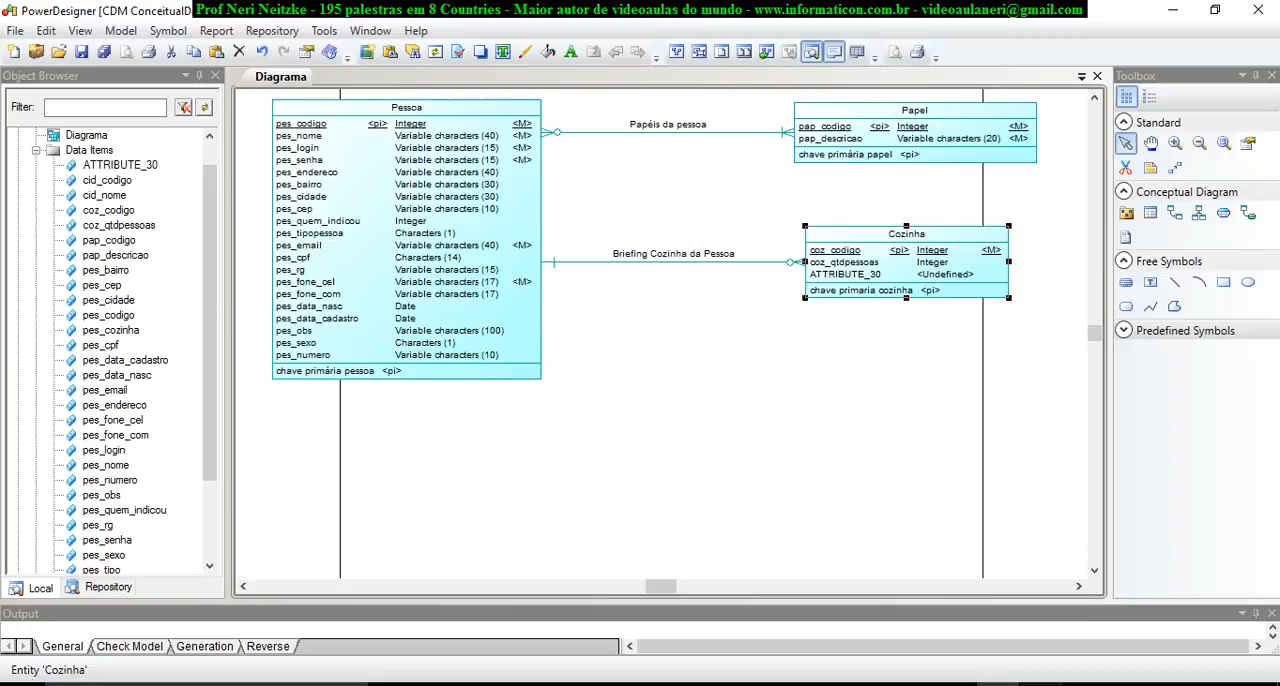 PowerDesigner [CDM ConceitualD
Prof Neri Neitzke - 195 palestras em 8 Countries - Maior autor de videoaulas do mundo - www.informaticon.com.br - videoaulaneri@gmail.com
File Edit View Model Symbol Report Repository Tools Window Help
Object Browser
Filter:
Diagrama
Data Items
ATTRIBUTE_30
cid_codigo
cid_nome
coz_codigo
coz_qtdpessoas
pap_codigo
pap_descricao
pes_bairro
pes_cep
pes_cidade
pes_codigo
pes_cozinha
pes_cpf
pes_data_cadastro
pes_data_nasc
pes_email
pes_endereco
pes_fone_cel
pes_fone_com
pes_login
pes_nome
pes_numero
pes_obs
pes_quem_indicou
pes_rg
pes_senha
pes_sexo
pes_tipo
Local Repository
Diagrama
Pessoa
pes_codigo <pi> Integer <M>
pes_nome Variable characters (40) <M>
pes_login Variable characters (15) <M>
pes_senha Variable characters (15) <M>
pes_endereco Variable characters (40)
pes_bairro Variable characters (30)
pes_cidade Variable characters (30)
pes_cep Variable characters (10)
pes_quem_indicou Integer
pes_tipopessoa Characters (1)
pes_email Variable characters (40) <M>
pes_cpf Characters (14)
pes_rg Variable characters (15)
pes_fone_cel Variable characters (17) <M>
pes_fone_com Variable characters (17)
pes_data_nasc Date
pes_data_cadastro Date
pes_obs Variable characters (100)
pes_sexo Characters (1)
pes_numero Variable characters (10)
chave primária pessoa <pi>
Papéis da pessoa
Papel
pap_codigo <pi> Integer <M>
pap_descricao Variable characters (20) <M>
chave primária papel <pi>
Briefing Cozinha da Pessoa
Cozinha
coz_codigo <pi> Integer <M>
coz_qtdpessoas Integer
ATTRIBUTE_30 <Undefined>
chave primaria cozinha <pi>
Toolbox
Standard
Conceptual Diagram
Free Symbols
Predefined Symbols
Output
General Check Model Generation Reverse
Entity 'Cozinha'